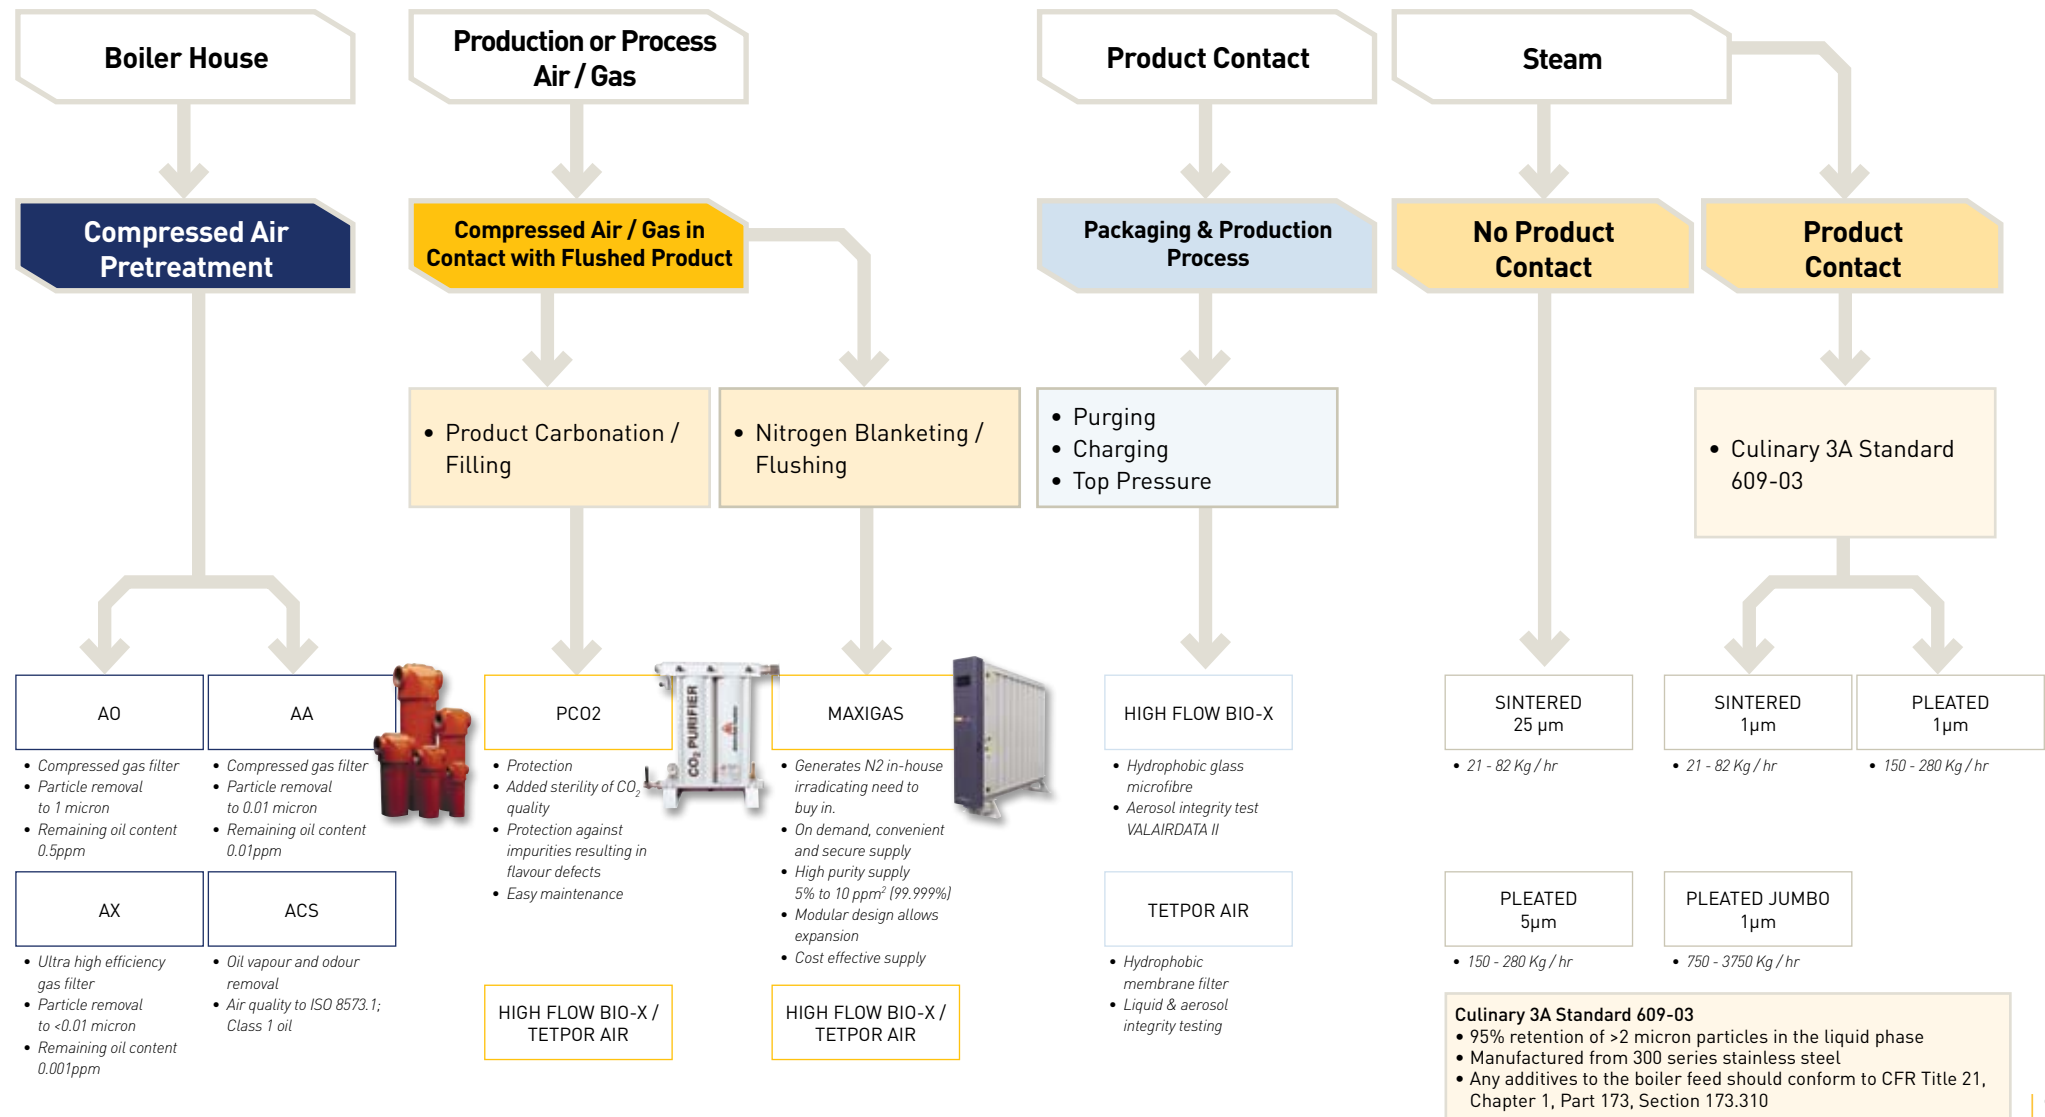 Boiler House
Production or Process
Air / Gas
Product Contact
Steam
Compressed Air
Pretreatment
Compressed Air / Gas in
Contact with Flushed Product
Packaging & Production
Process
No Product
Contact
Product
Contact
• Product Carbonation /
Filling
• Nitrogen Blanketing /
Flushing
• Purging
• Charging
• Top Pressure
• Culinary 3A Standard
609-03
AO
• Compressed gas filter
• Particle removal
to 1 micron
• Remaining oil content
0.5ppm
AA
• Compressed gas filter
• Particle removal
to 0.01 micron
• Remaining oil content
0.01ppm
AX
• Ultra high efficiency
gas filter
• Particle removal
to <0.01 micron
• Remaining oil content
0.001ppm
ACS
• Oil vapour and odour
removal
• Air quality to ISO 8573.1;
Class 1 oil
PCO2
• Protection
• Added sterility of CO2
quality
• Protection against
impurities resulting in
flavour defects
• Easy maintenance
CO2 PURIFIER
HIGH FLOW BIO-X /
TETPOR AIR
MAXIGAS
• Generates N2 in-house
irradicating need to
buy in.
• On demand, convenient
and secure supply
• High purity supply
5% to 10 ppm² (99.999%)
• Modular design allows
expansion
• Cost effective supply
HIGH FLOW BIO-X /
TETPOR AIR
HIGH FLOW BIO-X
• Hydrophobic glass
microfibre
• Aerosol integrity test
VALAIRDATA II
TETPOR AIR
• Hydrophobic
membrane filter
• Liquid & aerosol
integrity testing
SINTERED
25 µm
• 21 - 82 Kg / hr
SINTERED
1µm
• 21 - 82 Kg / hr
PLEATED
1µm
• 150 - 280 Kg / hr
PLEATED
5µm
• 150 - 280 Kg / hr
PLEATED JUMBO
1µm
• 750 - 3750 Kg / hr
Culinary 3A Standard 609-03
• 95% retention of >2 micron particles in the liquid phase
• Manufactured from 300 series stainless steel
• Any additives to the boiler feed should conform to CFR Title 21,
Chapter 1, Part 173, Section 173.310